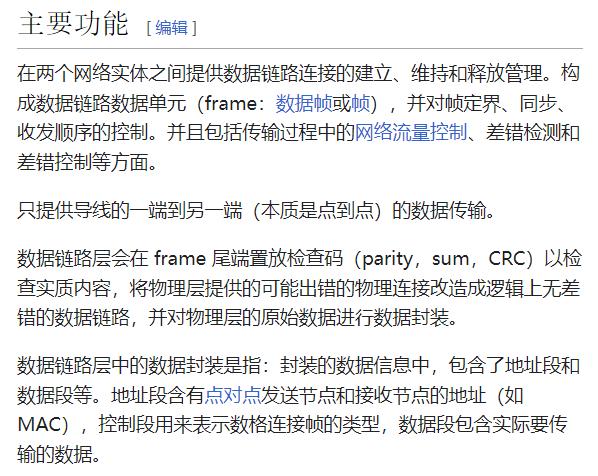 主要功能 [编辑]
在两个网络实体之间提供数据链路连接的建立、维持和释放管理。构
成数据链路数据单元（frame：数据帧或帧），并对帧定界、同步、
收发顺序的控制。并且包括传输过程中的网络流量控制、差错检测和
差错控制等方面。
只提供导线的一端到另一端（本质是点到点）的数据传输。
数据链路层会在 frame 尾端置放检查码（parity，sum，CRC）以检
查实质内容，将物理层提供的可能出错的物理连接改造成逻辑上无差
错的数据链路，并对物理层的原始数据进行数据封装。
数据链路层中的数据封装是指：封装的数据信息中，包含了地址段和
数据段等。地址段含有点对点发送节点和接收节点的地址（如
MAC），控制段用来表示数格连接帧的类型，数据段包含实际要传
输的数据。